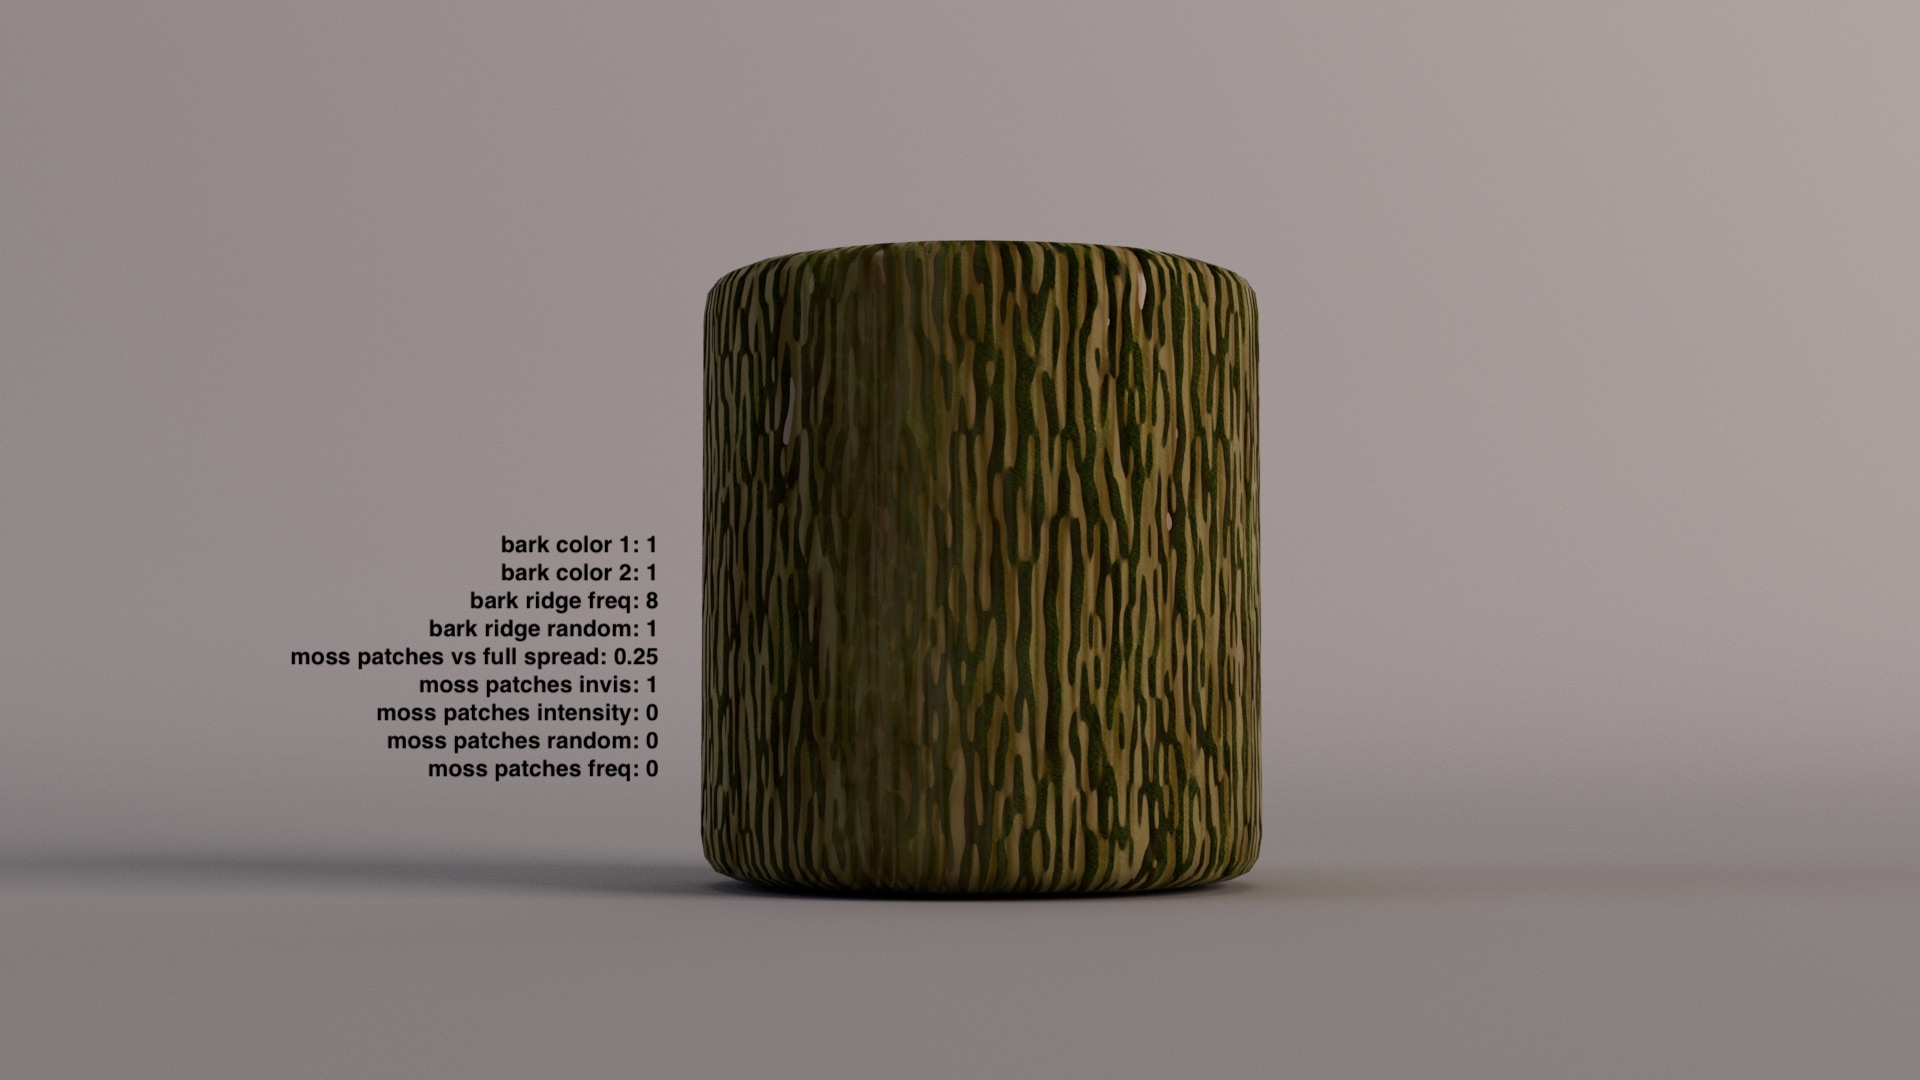 bark color 1: 1
bark color 2: 1
bark ridge freq: 8
bark ridge random: 1
moss patches vs full spread: 0.25
moss patches invis: 1
moss patches intensity: 0
moss patches random: 0
moss patches freq: 0